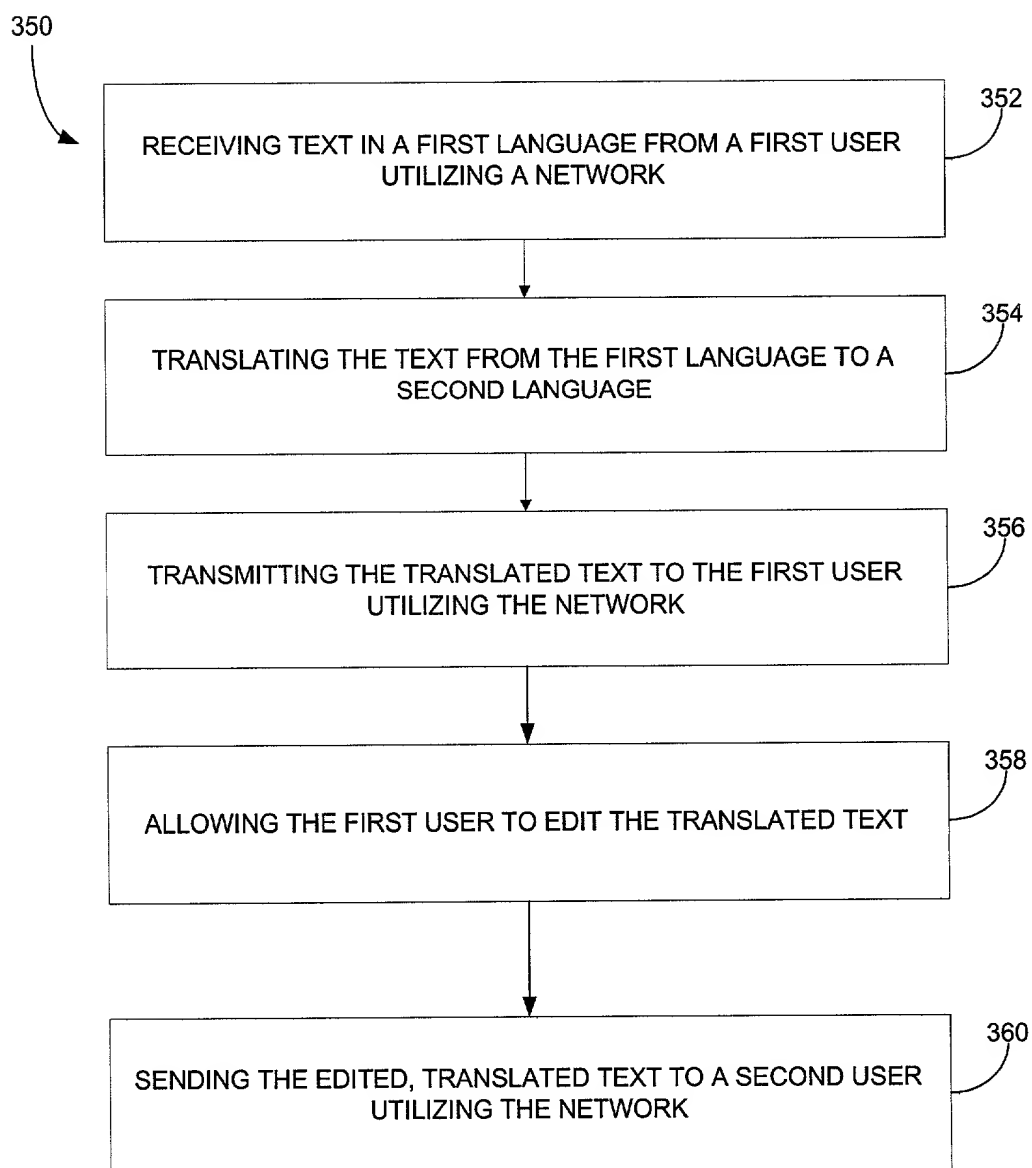 350
352
RECEIVING TEXT IN A FIRST LANGUAGE FROM A FIRST USER
UTILIZING A NETWORK
354
TRANSLATING THE TEXT FROM THE FIRST LANGUAGE TO A
SECOND LANGUAGE
356
TRANSMITTING THE TRANSLATED TEXT TO THE FIRST USER
UTILIZING THE NETWORK
358
ALLOWING THE FIRST USER TO EDIT THE TRANSLATED TEXT
360
SENDING THE EDITED, TRANSLATED TEXT TO A SECOND USER
UTILIZING THE NETWORK